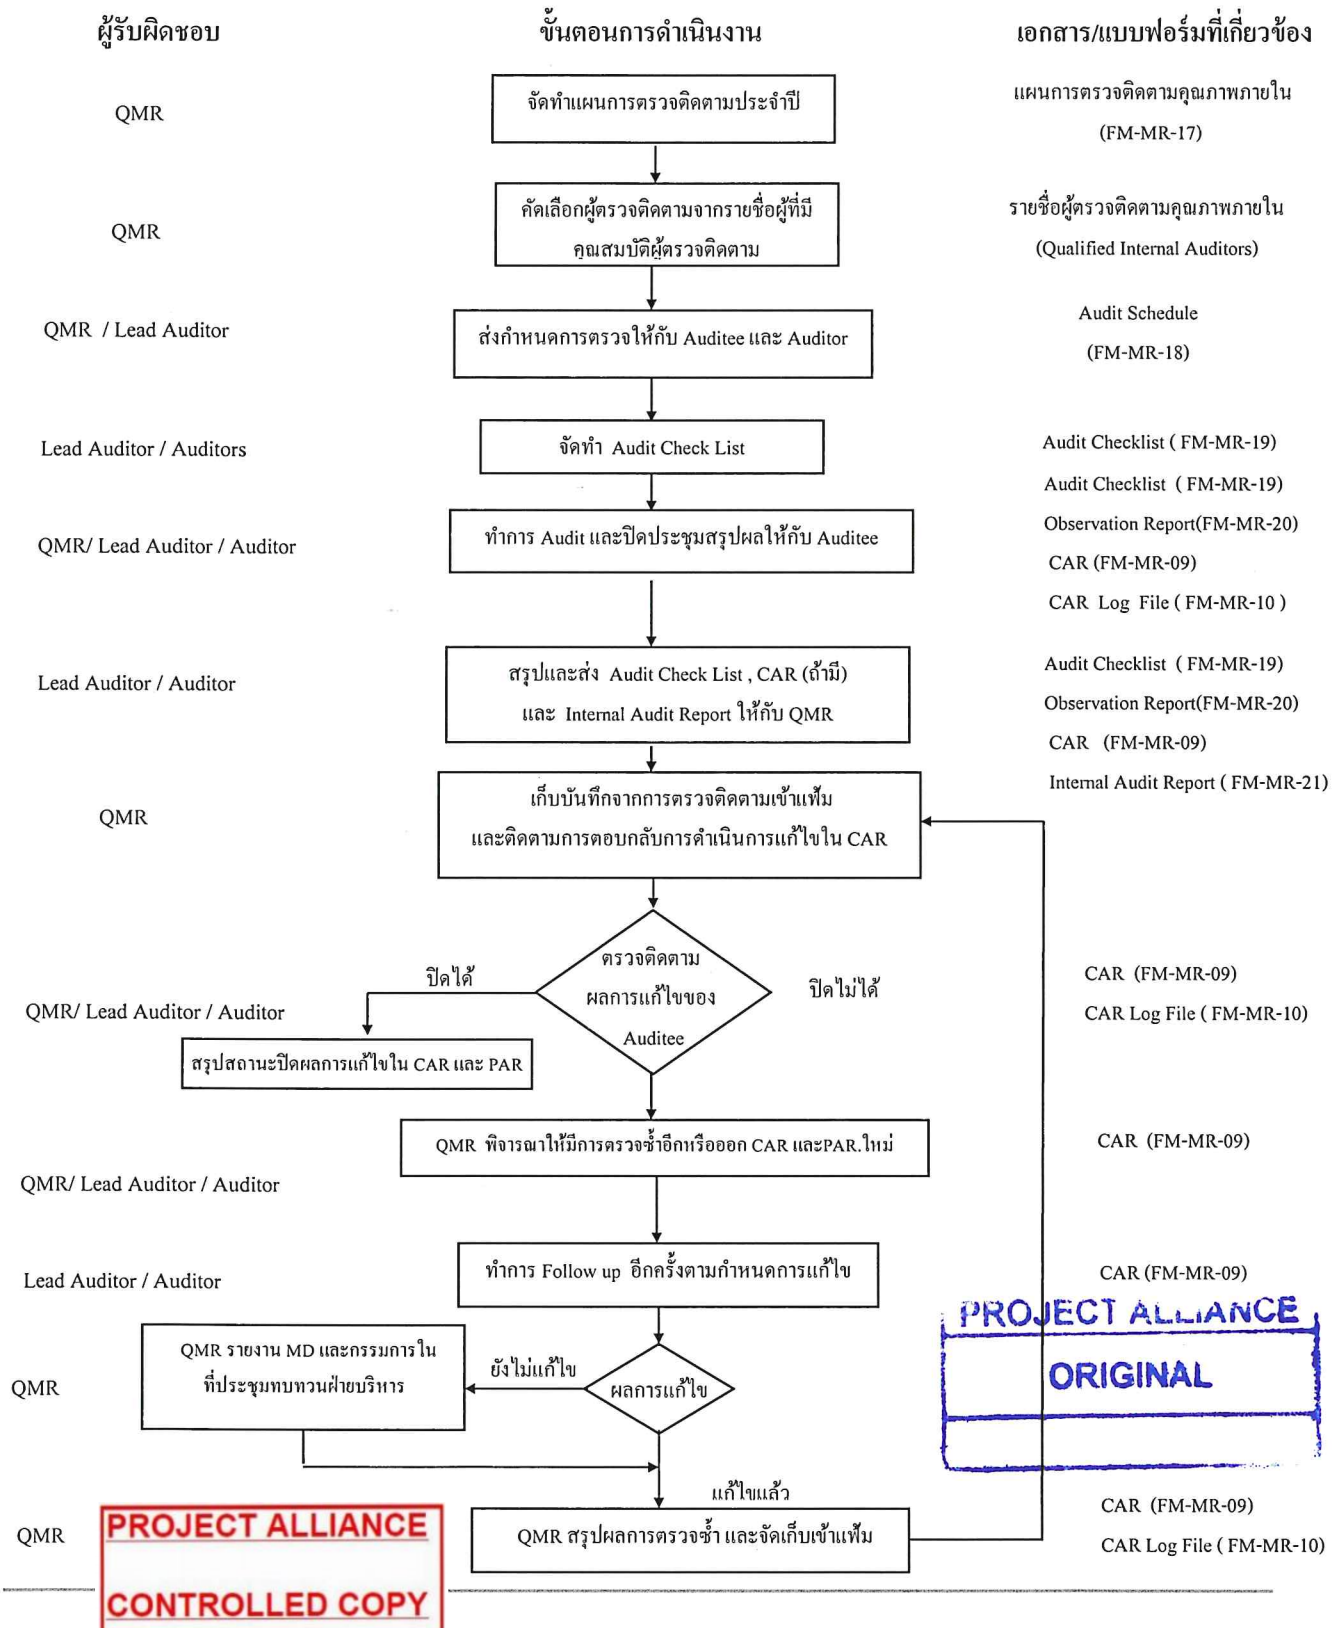 ผู้รับผิดชอบ
ขั้นตอนการดำเนินงาน
เอกสาร/แบบฟอร์มที่เกี่ยวข้อง
QMR
จัดทำแผนการตรวจติดตามประจำปี
แผนการตรวจติดตามคุณภาพภายใน
(FM-MR-17)
QMR
คัดเลือกผู้ตรวจติดตามจากรายชื่อผู้ที่มี
คุณสมบัติผู้ตรวจติดตาม
รายชื่อผู้ตรวจติดตามคุณภาพภายใน
(Qualified Internal Auditors)
QMR / Lead Auditor
ส่งกำหนดการตรวจให้กับ Auditee และ Auditor
Audit Schedule
(FM-MR-18)
Lead Auditor / Auditors
จัดทำ Audit Check List
Audit Checklist ( FM-MR-19)
QMR/ Lead Auditor / Auditor
ทำการ Audit และปิดประชุมสรุปผลให้กับ Auditee
Audit Checklist ( FM-MR-19)
Observation Report(FM-MR-20)
CAR (FM-MR-09)
CAR Log File ( FM-MR-10 )
Lead Auditor / Auditor
สรุปและส่ง Audit Check List , CAR (ถ้ามี)
และ Internal Audit Report ให้กับ QMR
Audit Checklist ( FM-MR-19)
Observation Report(FM-MR-20)
CAR (FM-MR-09)
Internal Audit Report ( FM-MR-21)
QMR
เก็บบันทึกจากการตรวจติดตามเข้าแฟ้ม
และติดตามการตอบกลับการดำเนินการแก้ไขใน CAR
QMR/ Lead Auditor / Auditor
ปิดได้
ตรวจติดตาม
ผลการแก้ไขของ
Auditee
ปิดไม่ได้
CAR (FM-MR-09)
CAR Log File ( FM-MR-10)
สรุปสถานะปิดผลการแก้ไขใน CAR และ PAR
QMR พิจารณาให้มีการตรวจซ้ำอีกหรือออก CAR และPAR.ใหม่
CAR (FM-MR-09)
QMR/ Lead Auditor / Auditor
Lead Auditor / Auditor
ทำการ Follow up อีกครั้งตามกำหนดการแก้ไข
CAR (FM-MR-09)
PROJECT ALLIANCE
ORIGINAL
QMR
QMR รายงาน MD และกรรมการใน
ที่ประชุมทบทวนฝ่ายบริหาร
ยังไม่แก้ไข
ผลการแก้ไข
แก้ไขแล้ว
QMR
QMR สรุปผลการตรวจซ้ำ และจัดเก็บเข้าแฟ้ม
CAR (FM-MR-09)
CAR Log File ( FM-MR-10)
PROJECT ALLIANCE
CONTROLLED COPY